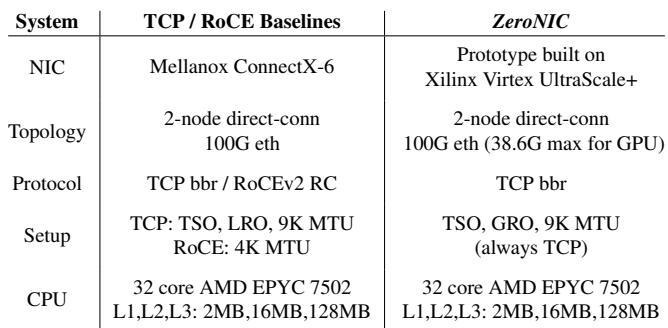 System TCP / RoCE Baselines ZeroNIC
NIC Mellanox ConnectX-6 Prototype built on
Xilinx Virtex UltraScale+
Topology 2-node direct-conn 2-node direct-conn
100G eth 100G eth (38.6G max for GPU)
Protocol TCP bbr / RoCEv2 RC TCP bbr
Setup TCP: TSO, LRO, 9K MTU TSO, GRO, 9K MTU
RoCE: 4K MTU (always TCP)
CPU 32 core AMD EPYC 7502 32 core AMD EPYC 7502
L1,L2,L3: 2MB,16MB,128MB L1,L2,L3: 2MB,16MB,128MB